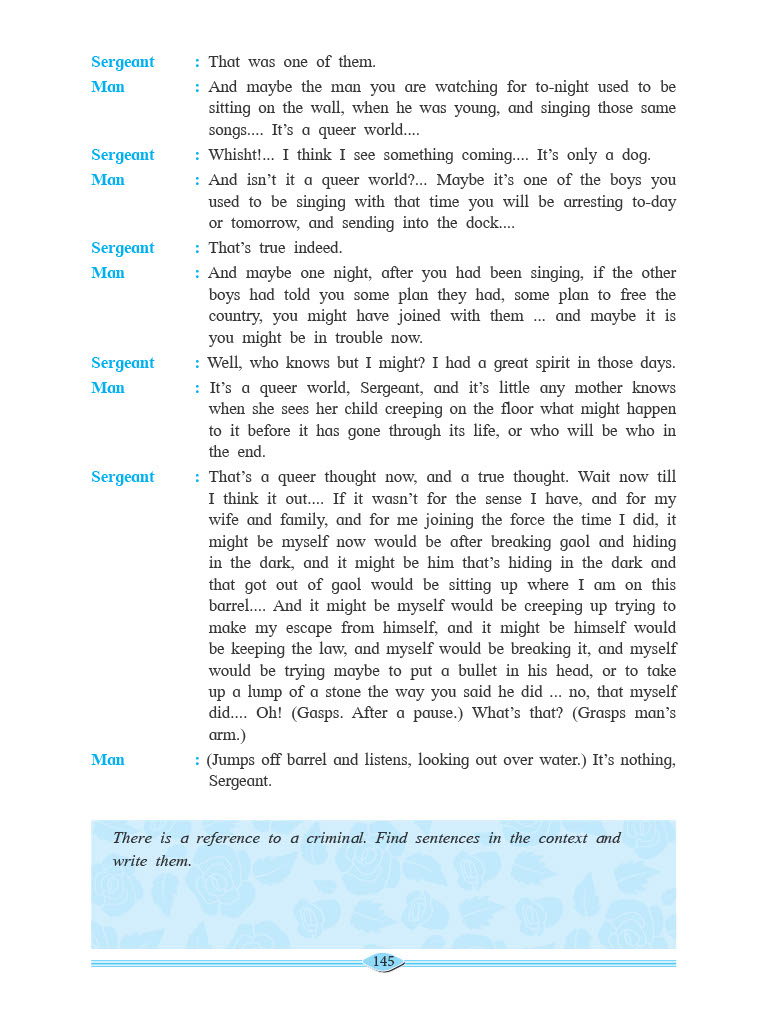 Sergeant : That was one of them.
Man : And maybe the man you are watching for to-night used to be
sitting on the wall, when he was young, and singing those same
songs.... It's a queer world....
Sergeant : Whisht!... I think I see something coming.... It's only a dog.
Man : And isn't it a queer world?... Maybe it's one of the boys you
used to be singing with that time you will be arresting to-day
or tomorrow, and sending into the dock....
Sergeant : That's true indeed.
Man : And maybe one night, after you had been singing, if the other
boys had told you some plan they had, some plan to free the
country, you might have joined with them ... and maybe it is
you might be in trouble now.
Sergeant : Well, who knows but I might? I had a great spirit in those days.
Man : It's a queer world, Sergeant, and it's little any mother knows
when she sees her child creeping on the floor what might happen
to it before it has gone through its life, or who will be who in
the end.
Sergeant : That's a queer thought now, and a true thought. Wait now till
I think it out.... If it wasn't for the sense I have, and for my
wife and family, and for me joining the force the time I did, it
might be myself now would be after breaking gaol and hiding
in the dark, and it might be him that's hiding in the dark and
that got out of gaol would be sitting up where I am on this
barrel.... And it might be myself would be creeping up trying to
make my escape from himself, and it might be himself would
be keeping the law, and myself would be breaking it, and myself
would be trying maybe to put a bullet in his head, or to take
up a lump of a stone the way you said he did ... no, that myself
did.... Oh! (Gasps. After a pause.) What's that? (Grasps man's
arm.)
Man : (Jumps off barrel and listens, looking out over water.) It's nothing,
Sergeant.
There is a reference to a criminal. Find sentences in the context and
write them.
145